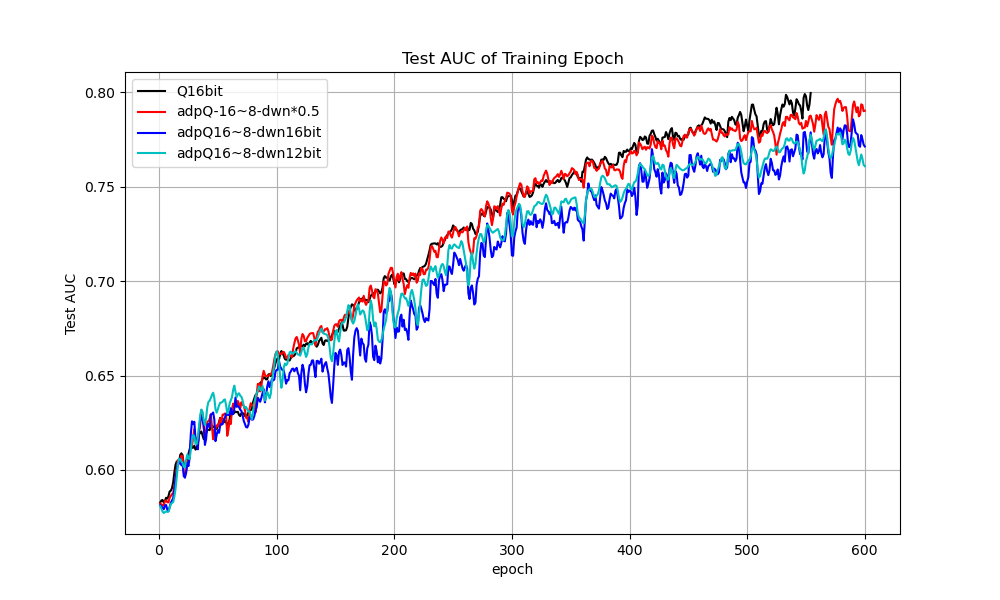 Test AUC of Training Epoch
Q16bit
adpQ-16~8-dwn*0.5
adpQ16~8-dwn16bit
adpQ16~8-dwn12bit
Test AUC
0.80
0.75
0.70
0.65
0.60
0 100 200 300 400 500 600
epoch